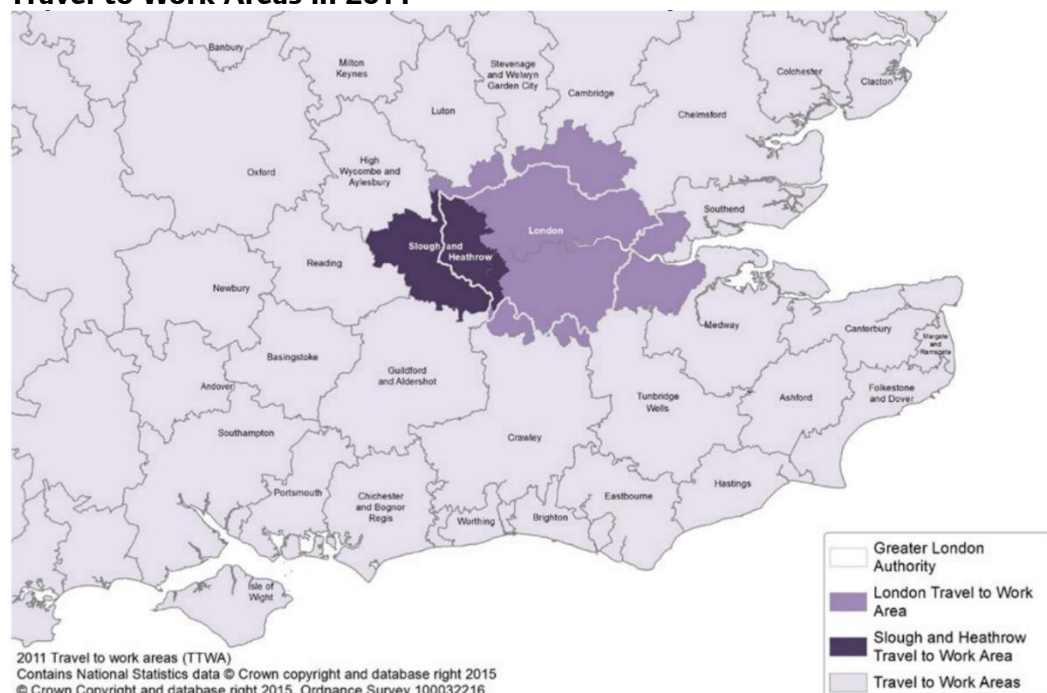 Travel to Work Areas in 2011
Banbury
Milton
Keynes
Stevenage
and Welwyn
Garden City
Cambridge
Colchester
Clacton
Luton
Chelmsford
High
Wycombe and
Aylesbury
Oxford
Southend
London
Slough and
Heathrow
Reading
Newbury
Medway
Canterbury
Margate
and
Ramsgate
Basingstoke
Guildford
and Aldershot
Andover
Tunbridge
Wells
Ashford
Folkestone
and Dover
Southampton
Crawley
Portsmouth
Chichester
and Bognor
Regis
Worthing
Brighton
Eastbourne
Hastings
Isle of
Wight
Greater London
Authority
London Travel to Work
Area
Slough and Heathrow
Travel to Work Area
Travel to Work Areas
2011 Travel to work areas (TTWA)
Contains National Statistics data © Crown copyright and database right 2015
© Crown Copyright and database right 2015. Ordnance Survey 100032216